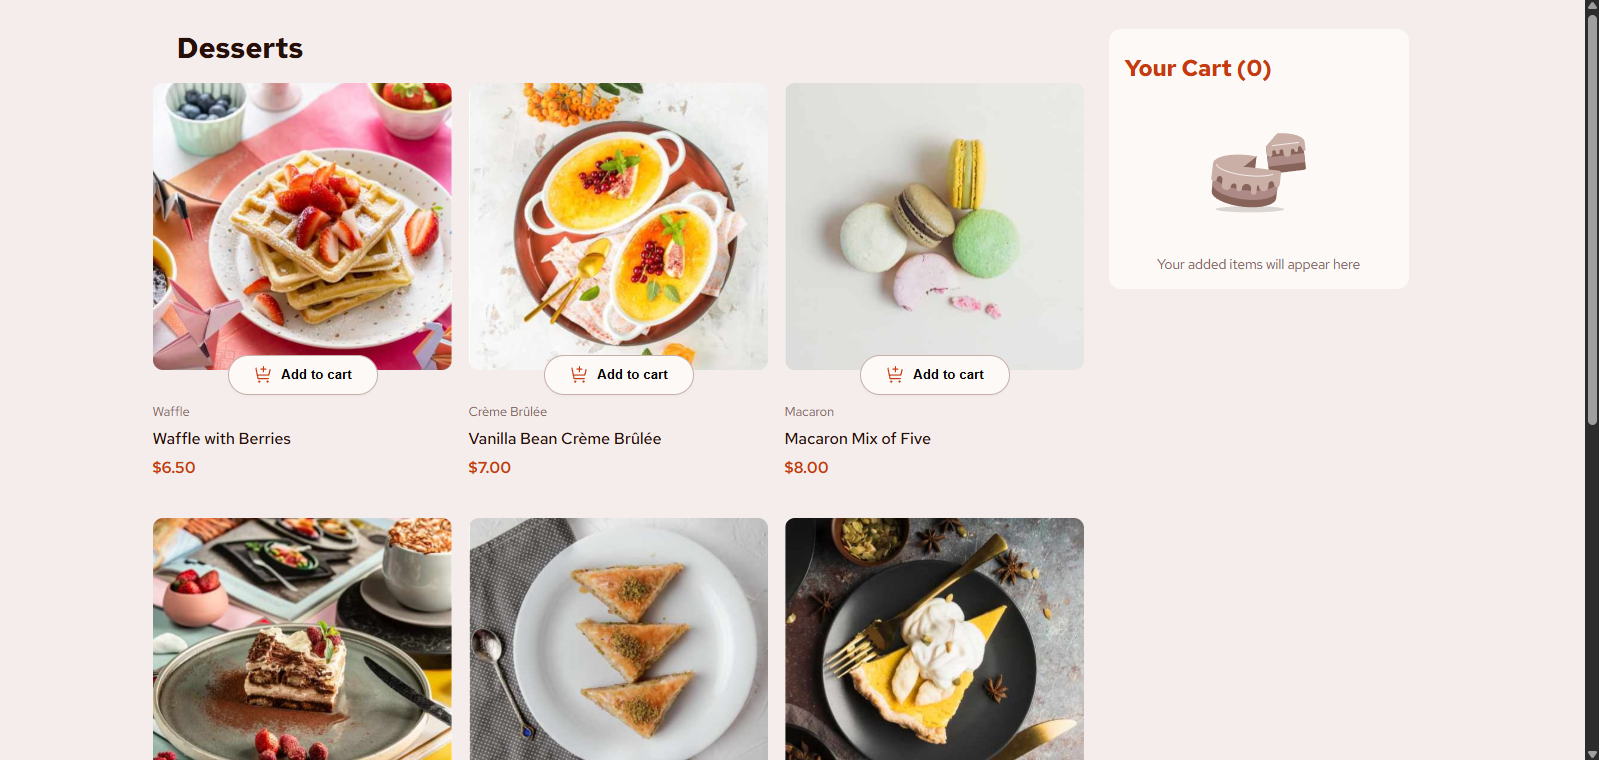 Desserts
Add to cart
Waffle
Waffle with Berries
$6.50
Add to cart
Crème Brûlée
Vanilla Bean Crème Brûlée
$7.00
Add to cart
Macaron
Macaron Mix of Five
$8.00
Your Cart (0)
Your added items will appear here